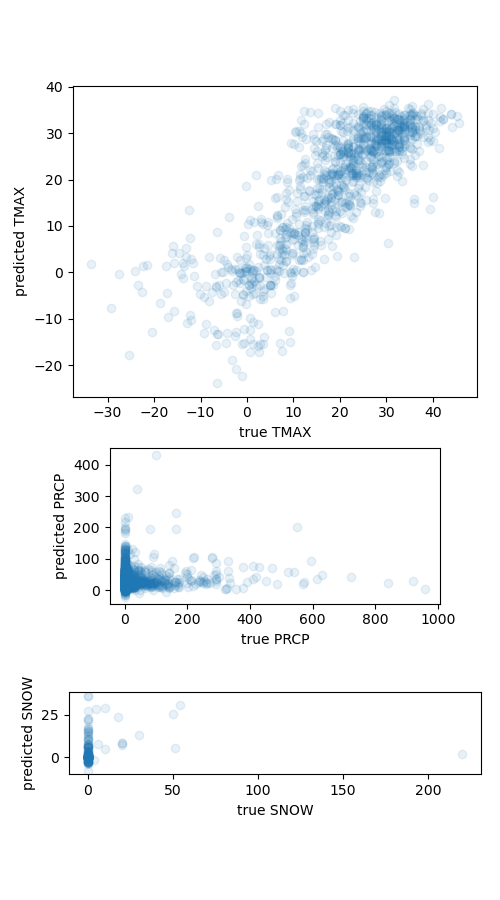 40
30
20
10
0
−10
−20
predicted TMAX
−30 −20 −10 0 10 20 30 40
true TMAX
400
300
200
100
0
predicted PRCP
0 200 400 600 800 1000
true PRCP
25
0
predicted SNOW
0 50 100 150 200
true SNOW